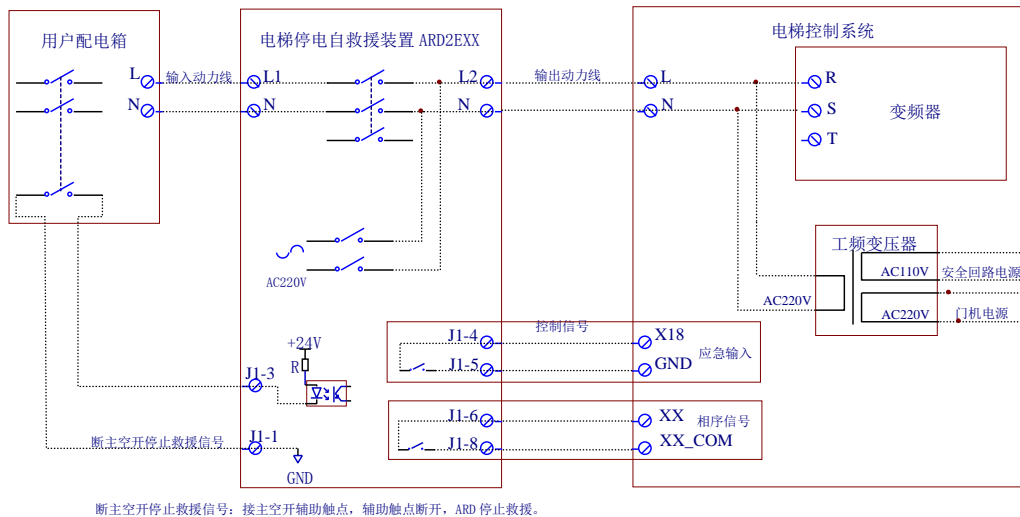 用户配电箱
L
N
输入动力线
电梯停电自救援装置 ARD2EXX
L1
N
L2
N
输出动力线
电梯控制系统
L
N
R
S
T
变频器
AC220V
工频变压器
AC220V
AC110V
安全回路电源
AC220V
门机电源
控制信号
J1-4
J1-5
X18
GND
应急输入
J1-6
J1-8
XX
XX_COM
相序信号
+24V
R
J1-3
J1-1
断主空开停止救援信号
GND
断主空开停止救援信号：接主空开辅助触点，辅助触点断开，ARD 停止救援。